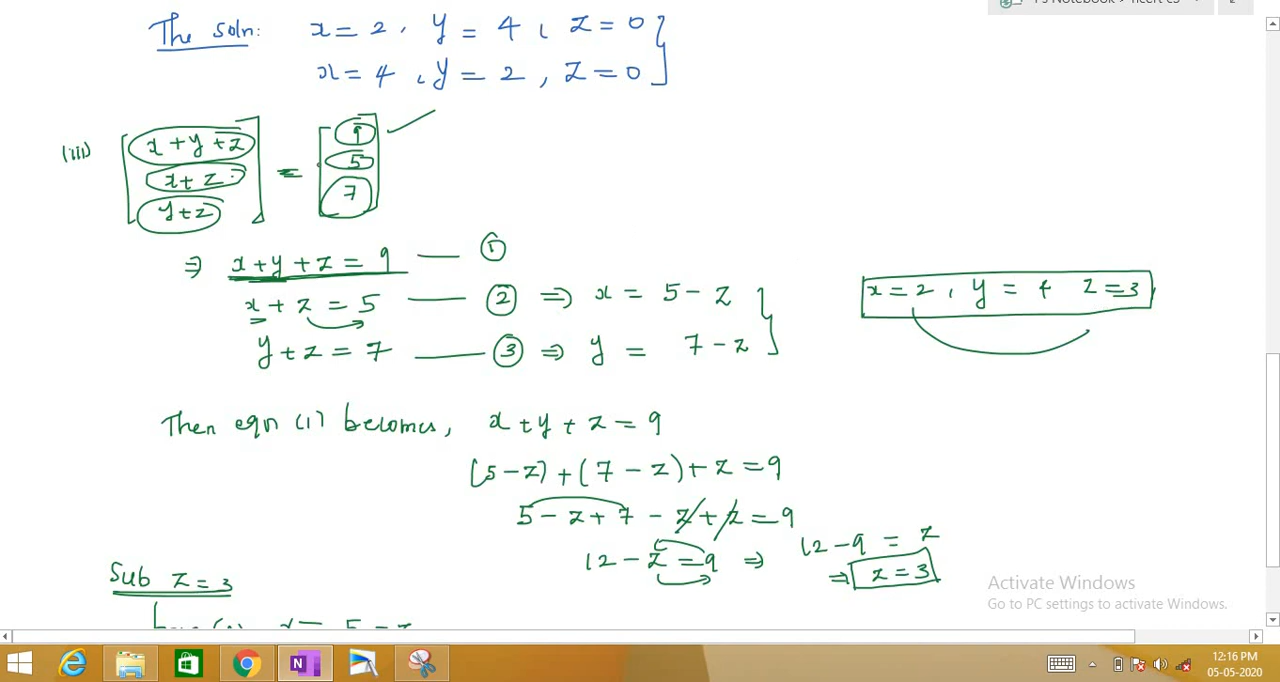 The soln: x = 2, y = 4, z = 0
x = 4, y = 2, z = 0
(iii) [x+y+z x+z y+z] = [9 5 7]
⇒ x+y+z = 9 — ①
x + z = 5 — ② ⇒ x = 5 - z
y+z = 7 — ③ ⇒ y = 7 - z
x = 2, y = 4 z = 3
Then eqn (1) becomes, x + y + z = 9
(5-z) + (7-z) + z = 9
5 - z + 7 - z + z = 9
12 - z = 9 ⇒ 12 - 9 = z
⇒ z = 3
Sub z = 3
Activate Windows
Go to PC settings to activate Windows.
12:16 PM
05-05-2020